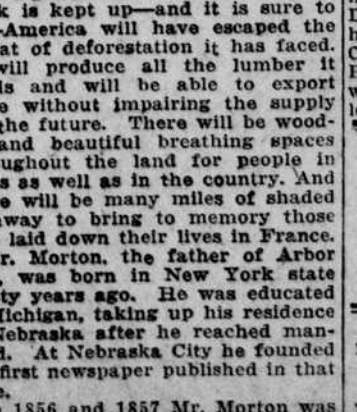 k is kept up—and it is sure to
-America will have escaped the
at of deforestation it has faced.
will produce all the lumber it
ls and will be able to export
e without impairing the supply
the future. There will be wood-
and beautiful breathing spaces
ughout the land for people in
s as well as in the country. And
e will be many miles of shaded
way to bring to memory those
laid down their lives in France.
r. Morton, the father of Arbor
, was born in New York state
ty years ago. He was educated
Michigan, taking up his residence
Nebraska after he reached man-
d. At Nebraska City he founded
first newspaper published in that
e.
1856 and 1857 Mr. Morton was